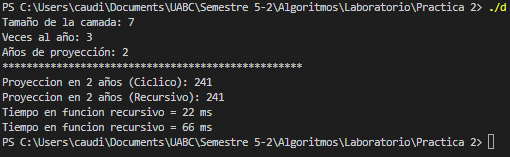 PS C:\Users\caudi\Documents\UABC\Semestre 5-2\Algoritmos\Laboratorio\Practica 2> ./d
Tamaño de la camada: 7
Veces al año: 3
Años de proyección: 2
**************************************************
Proyeccion en 2 años (Ciclico): 241
Proyeccion en 2 años (Recursivo): 241
Tiempo en funcion recursivo = 22 ms
Tiempo en funcion recursivo = 66 ms
PS C:\Users\caudi\Documents\UABC\Semestre 5-2\Algoritmos\Laboratorio\Practica 2>